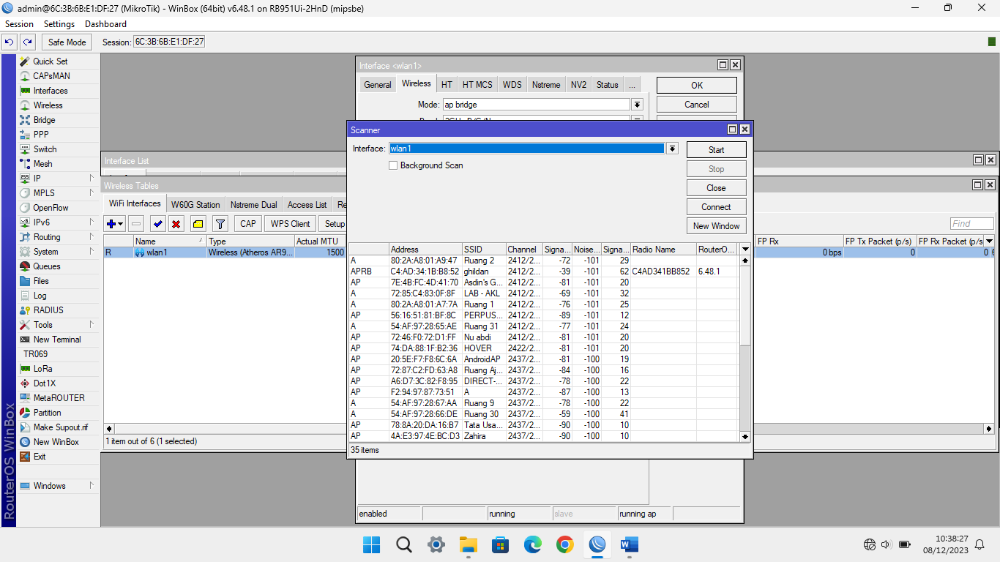 admin@6C:3B:6B:E1:DF:27 (MikroTik) - WinBox (64bit) v6.48.1 on RB951Ui-2HnD (mipsbe)
Session Settings Dashboard
Safe Mode Session: 6C:3B:6B:E1:DF:27
RouterOS WinBox
Quick Set
CAPsMAN
Interfaces
Wireless
Bridge
PPP
Switch
Mesh
IP
MPLS
OpenFlow
IPv6
Routing
System
Queues
Files
Log
RADIUS
Tools
New Terminal
TR069
LoRa
Dot1X
MetaROUTER
Partition
Make Supout.rif
New WinBox
Exit
Windows
Interface <wlan1>
General Wireless HT HT MCS WDS Nstreme NV2 Status ...
OK
Mode: ap bridge
Cancel
Interface List
Wireless Tables
WiFi Interfaces W60G Station Nstreme Dual Access List Re
CAP WPS Client Setup
Find
Name Type Actual MTU
FP Rx FP Tx Packet (p/s) FP Rx Packet (p/s
R wlan1 Wireless (Atheros AR9... 1500
0 bps 0 0
1 item out of 6 (1 selected)
Scanner
Interface: wlan1
Background Scan
Start
Stop
Close
Connect
New Window
Address SSID Channel Signa... Noise... Signa... Radio Name RouterO...
A 80:2A:A8:01:A9:47 Ruang 2 2412/2... -72 -101 29
APRB C4:AD:34:1B:B8:52 ghildan 2412/2... -39 -101 62 C4AD341BB852 6.48.1
AP 7E:4B:FC:4D:41:70 Asdin's G... 2412/2... -81 -101 20
A 72:85:C4:83:0F:8F LAB - AKL 2412/2... -69 -101 32
A 80:2A:A8:01:A7:7A Ruang 1 2412/2... -76 -101 25
AP 56:16:51:81:BF:8C PERPUS... 2412/2... -89 -101 12
A 54:AF:97:28:65:AE Ruang 31 2412/2... -77 -101 24
AP 72:46:F0:72:D1:FF Nu abdi 2412/2... -81 -101 20
AP 74:DA:88:1F:B2:36 HOVER 2422/2... -81 -101 20
AP 20:5E:F7:F8:6C:6A AndroidAP 2437/2... -81 -100 19
AP 72:87:C2:FD:63:A8 Ruang Aj... 2437/2... -84 -100 16
AP A6:D7:3C:82:F8:95 DIRECT-... 2437/2... -78 -100 22
AP F2:94:97:87:73:51 A 2437/2... -87 -100 13
A 54:AF:97:28:67:AA Ruang 9 2437/2... -78 -100 22
A 54:AF:97:28:66:DE Ruang 30 2437/2... -59 -100 41
AP 78:8A:20:DA:16:B7 Tata Usa... 2437/2... -90 -100 10
AP 4A:E3:97:4E:BC:D3 Zahira 2437/2... -90 -100 10
35 items
enabled running slave running ap
10:38:27
08/12/2023